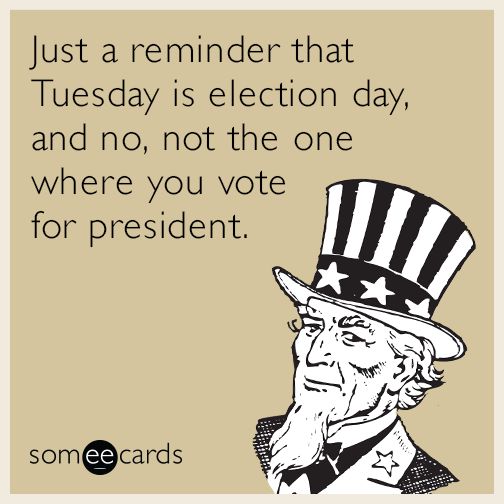 Just a reminder that
Tuesday is election day,
and no, not the one
where you vote
for president.
someecards